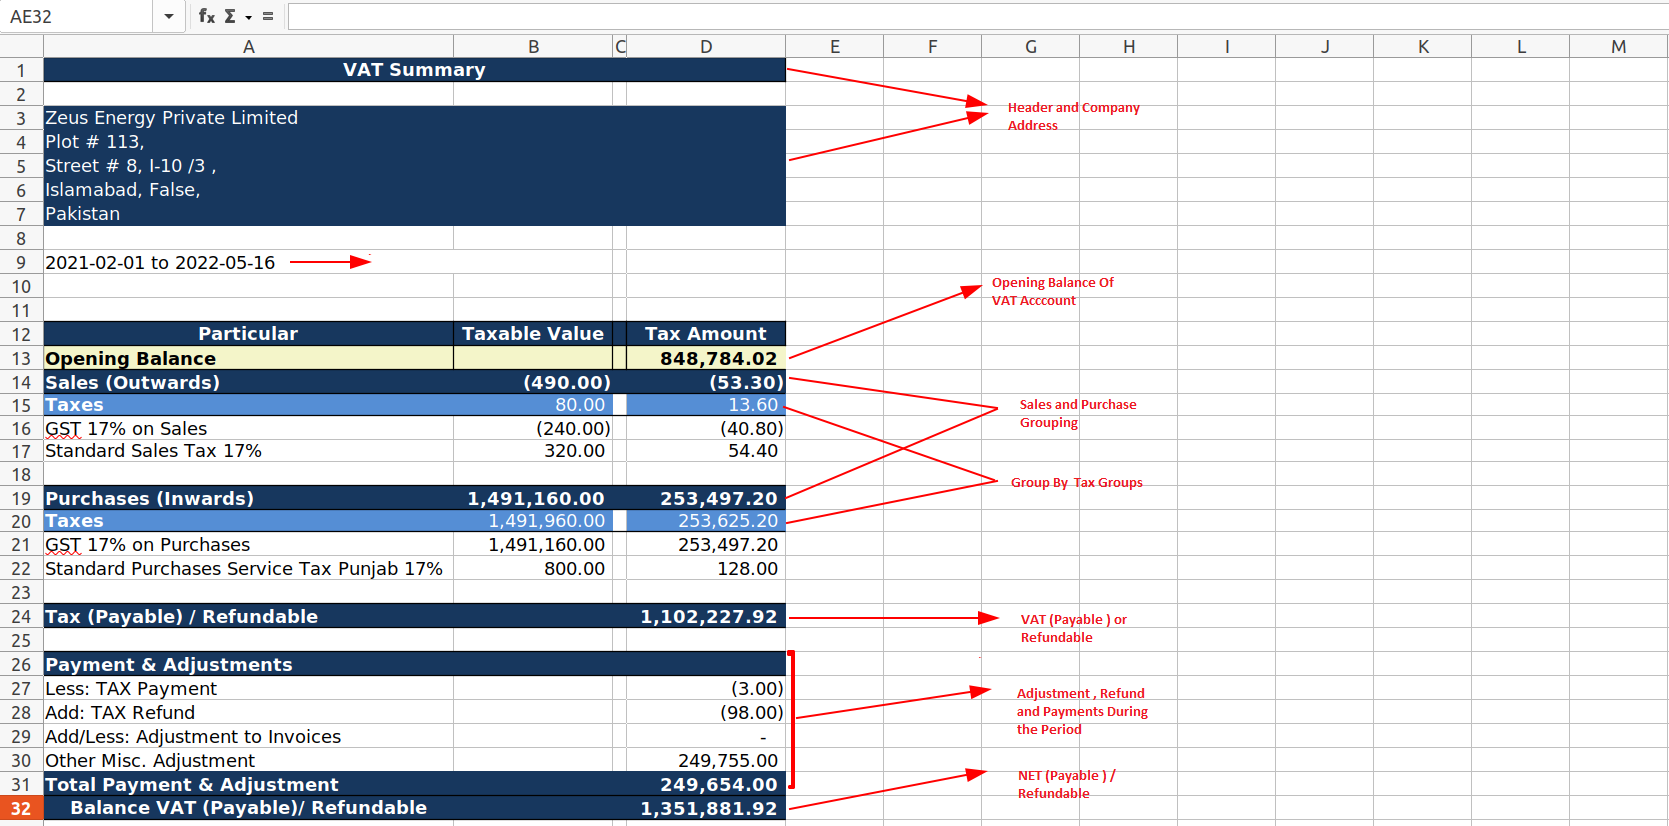 AE32 fx Σ =
A B C D E F G H I J K L M
1 VAT Summary
2
3 Zeus Energy Private Limited
Header and Company
Address
4 Plot # 113,
5 Street # 8, I-10 /3 ,
6 Islamabad, False,
7 Pakistan
8
9 2021-02-01 to 2022-05-16
10
Opening Balance Of
VAT Acccount
11
12 Particular Taxable Value Tax Amount
13 Opening Balance 848,784.02
14 Sales (Outwards) (490.00) (53.30)
15 Taxes 80.00 13.60
Sales and Purchase
Grouping
16 GST 17% on Sales (240.00) (40.80)
17 Standard Sales Tax 17% 320.00 54.40
18
Group By Tax Groups
19 Purchases (Inwards) 1,491,160.00 253,497.20
20 Taxes 1,491,960.00 253,625.20
21 GST 17% on Purchases 1,491,160.00 253,497.20
22 Standard Purchases Service Tax Punjab 17% 800.00 128.00
23
24 Tax (Payable) / Refundable 1,102,227.92
VAT (Payable ) or
Refundable
25
26 Payment & Adjustments
27 Less: TAX Payment (3.00)
Adjustment , Refund
and Payments During
the Period
28 Add: TAX Refund (98.00)
29 Add/Less: Adjustment to Invoices -
30 Other Misc. Adjustment 249,755.00
31 Total Payment & Adjustment 249,654.00
NET (Payable ) /
Refundable
32 Balance VAT (Payable)/ Refundable 1,351,881.92